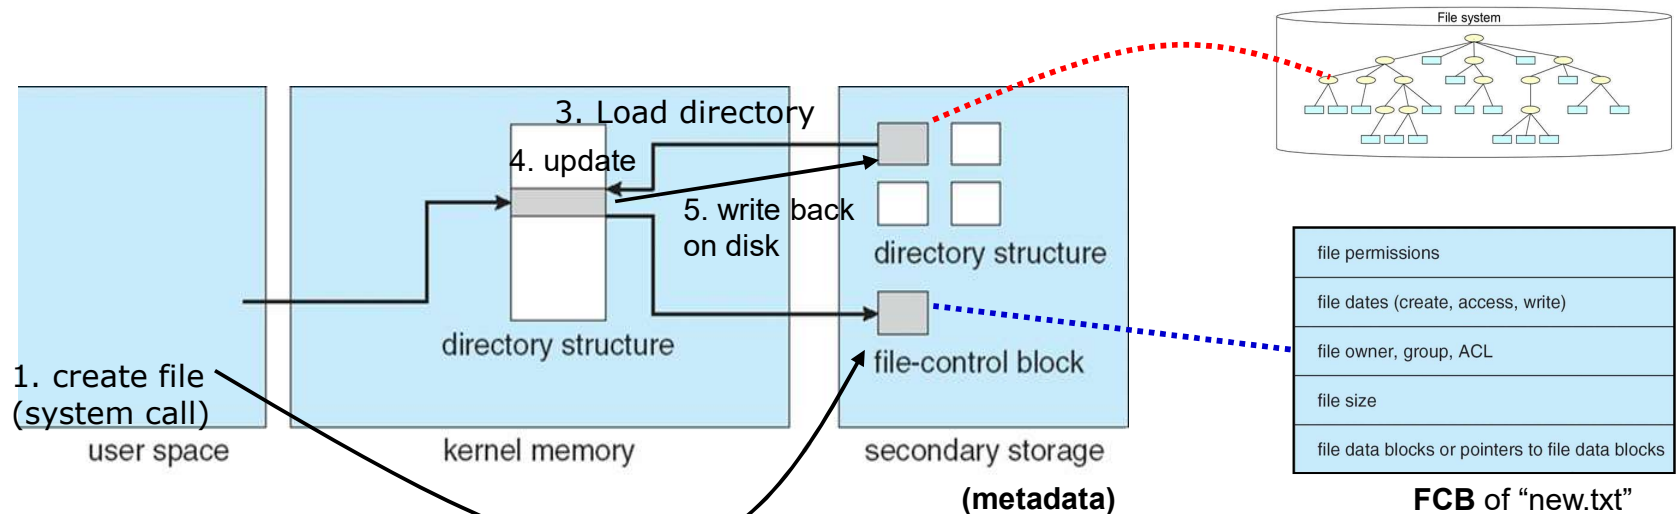 File system
3. Load directory
4. update
5. write back
on disk
directory structure
directory structure
file-control block
1. create file
(system call)
user space
kernel memory
secondary storage
(metadata)
file permissions
file dates (create, access, write)
file owner, group, ACL
file size
file data blocks or pointers to file data blocks
FCB of “new.txt”